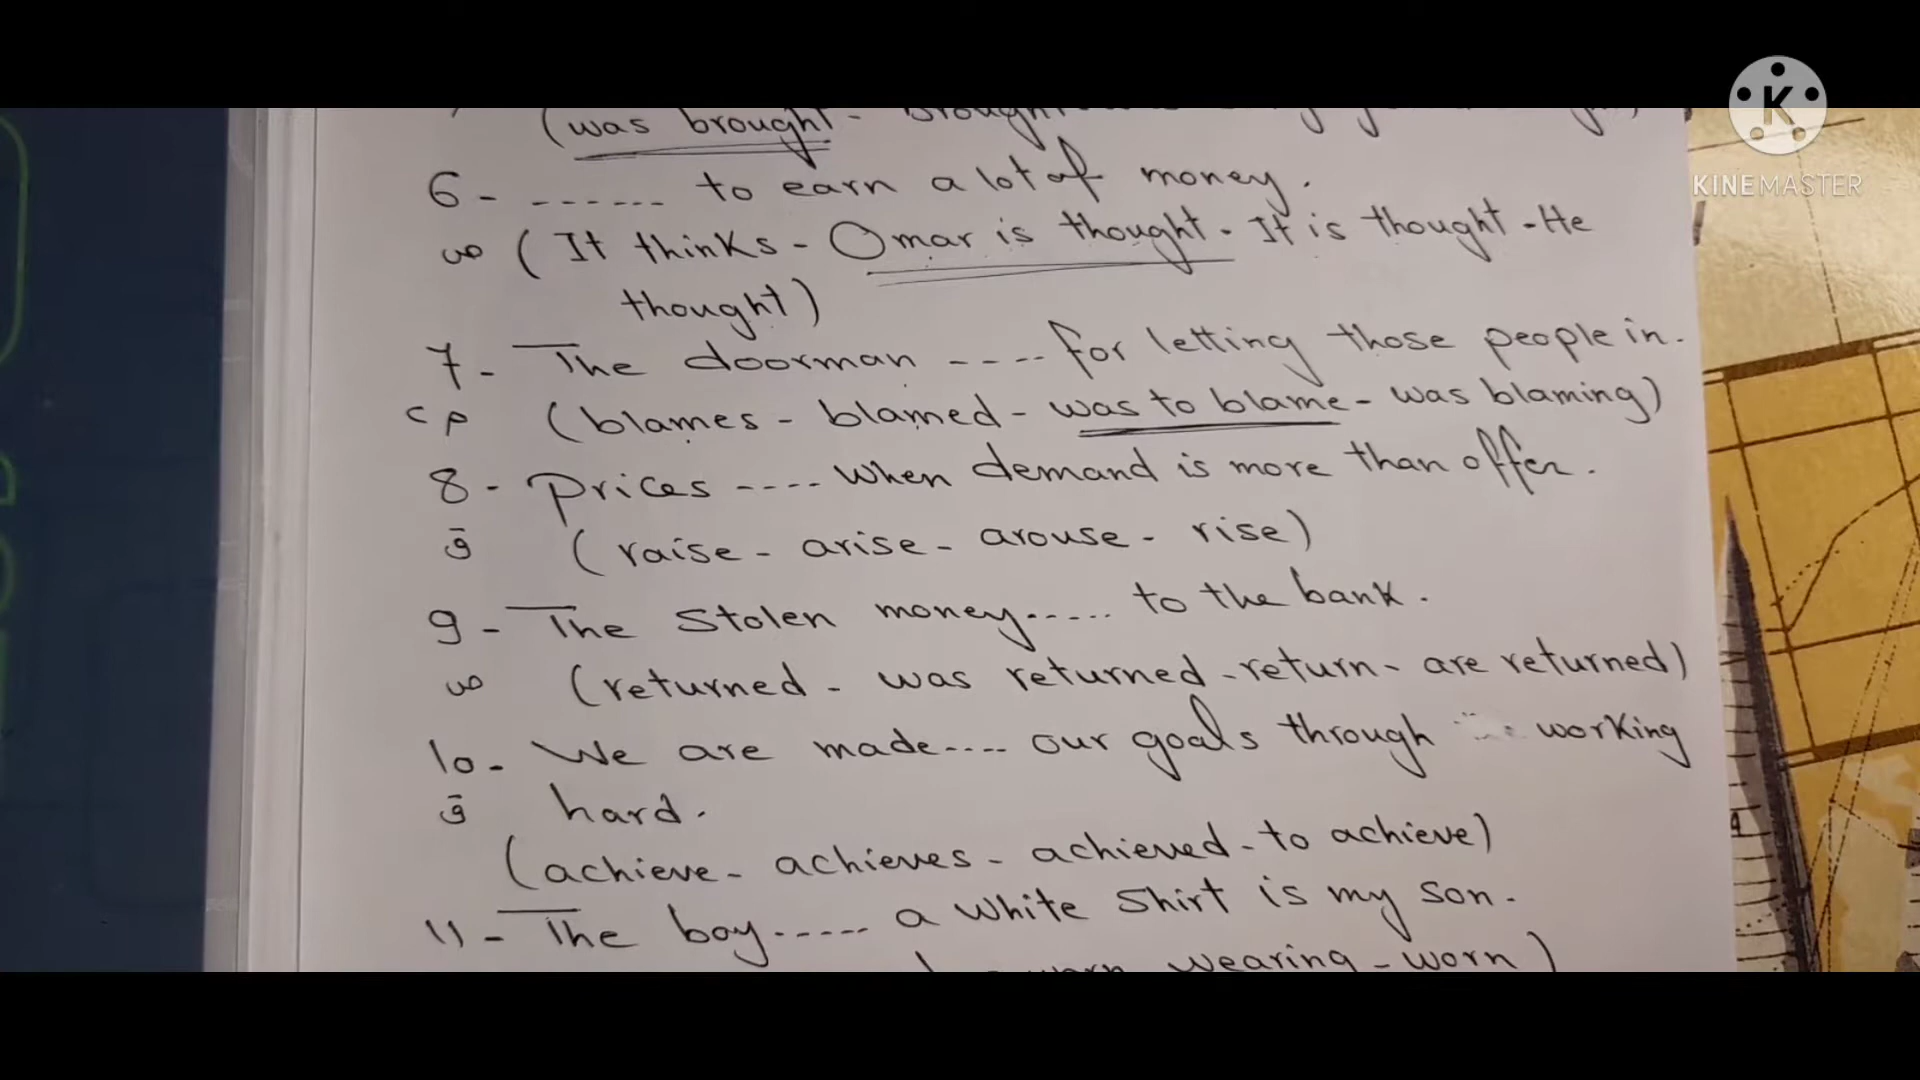 (was brought -
KINEMASTER
6 - ------ to earn a lot of money.
(It thinks - Omar is thought - It is thought - He
thought)
7 - The doorman ---- for letting those people in.
(blames - blamed - was to blame - was blaming)
8 - Prices ---- when demand is more than offer.
(raise - arise - arouse - rise)
9 - The stolen money ----- to the bank.
(returned - was returned - return - are returned)
10 - We are made ---- our goals through working
hard.
(achieve - achieves - achieved - to achieve)
11 - The boy ----- a white shirt is my son.
wearing - worn)